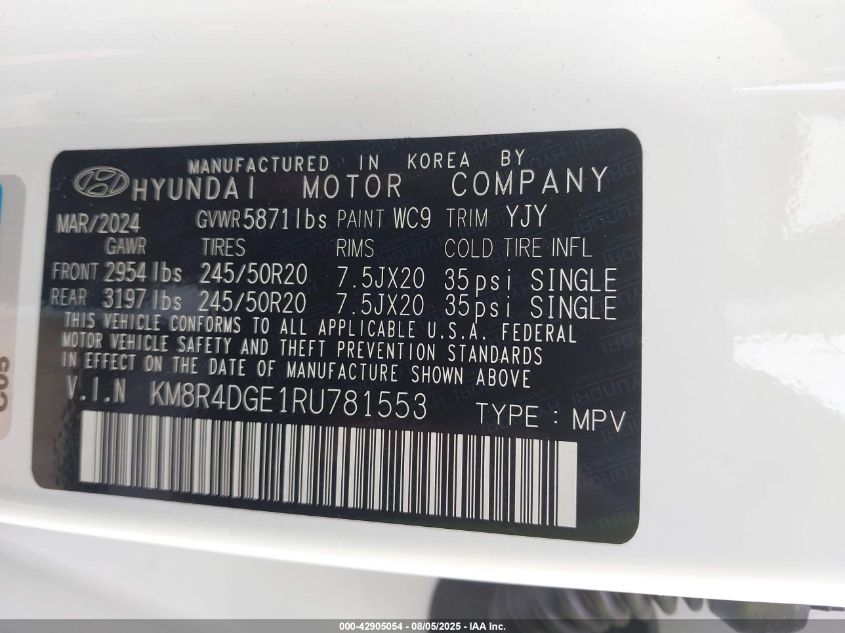 MANUFACTURED IN KOREA BY
HYUNDAI MOTOR COMPANY
MAR/2024 GVWR 5871lbs PAINT WC9 TRIM YJY
GAWR TIRES RIMS COLD TIRE INFL
FRONT 2954 lbs 245/50R20 7.5JX20 35psi SINGLE
REAR 3197 lbs 245/50R20 7.5JX20 35psi SINGLE
THIS VEHICLE CONFORMS TO ALL APPLICABLE U.S.A. FEDERAL
MOTOR VEHICLE SAFETY AND THEFT PREVENTION STANDARDS
IN EFFECT ON THE DATE OF MANUFACTURE SHOWN ABOVE
V.I.N KM8R4DGE1RU781553 TYPE : MPV
C05
000-42905054 - 08/05/2025 - IAA Inc.